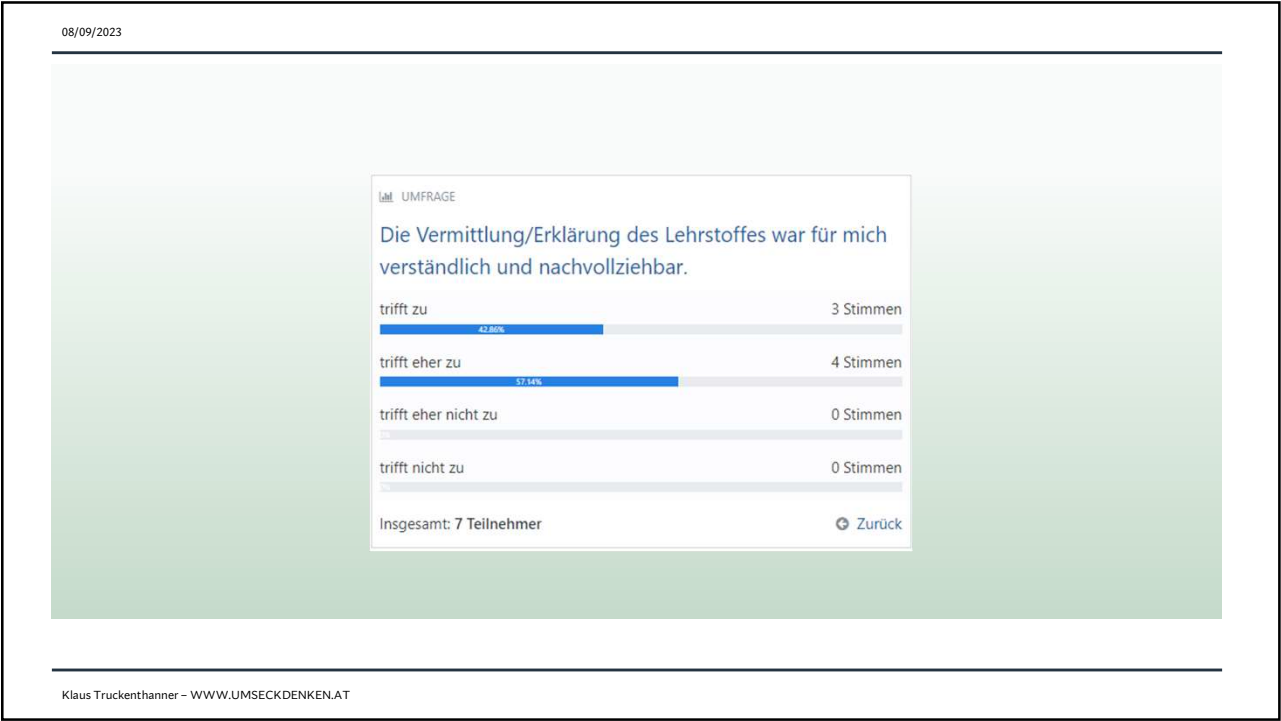 08/09/2023
UMFRAGE
Die Vermittlung/Erklärung des Lehrstoffes war für mich
verständlich und nachvollziehbar.
trifft zu 3 Stimmen
42.86%
trifft eher zu 4 Stimmen
57.14%
trifft eher nicht zu 0 Stimmen
trifft nicht zu 0 Stimmen
Insgesamt: 7 Teilnehmer Zurück
Klaus Truckenthanner – WWW.UMSECKDENKEN.AT